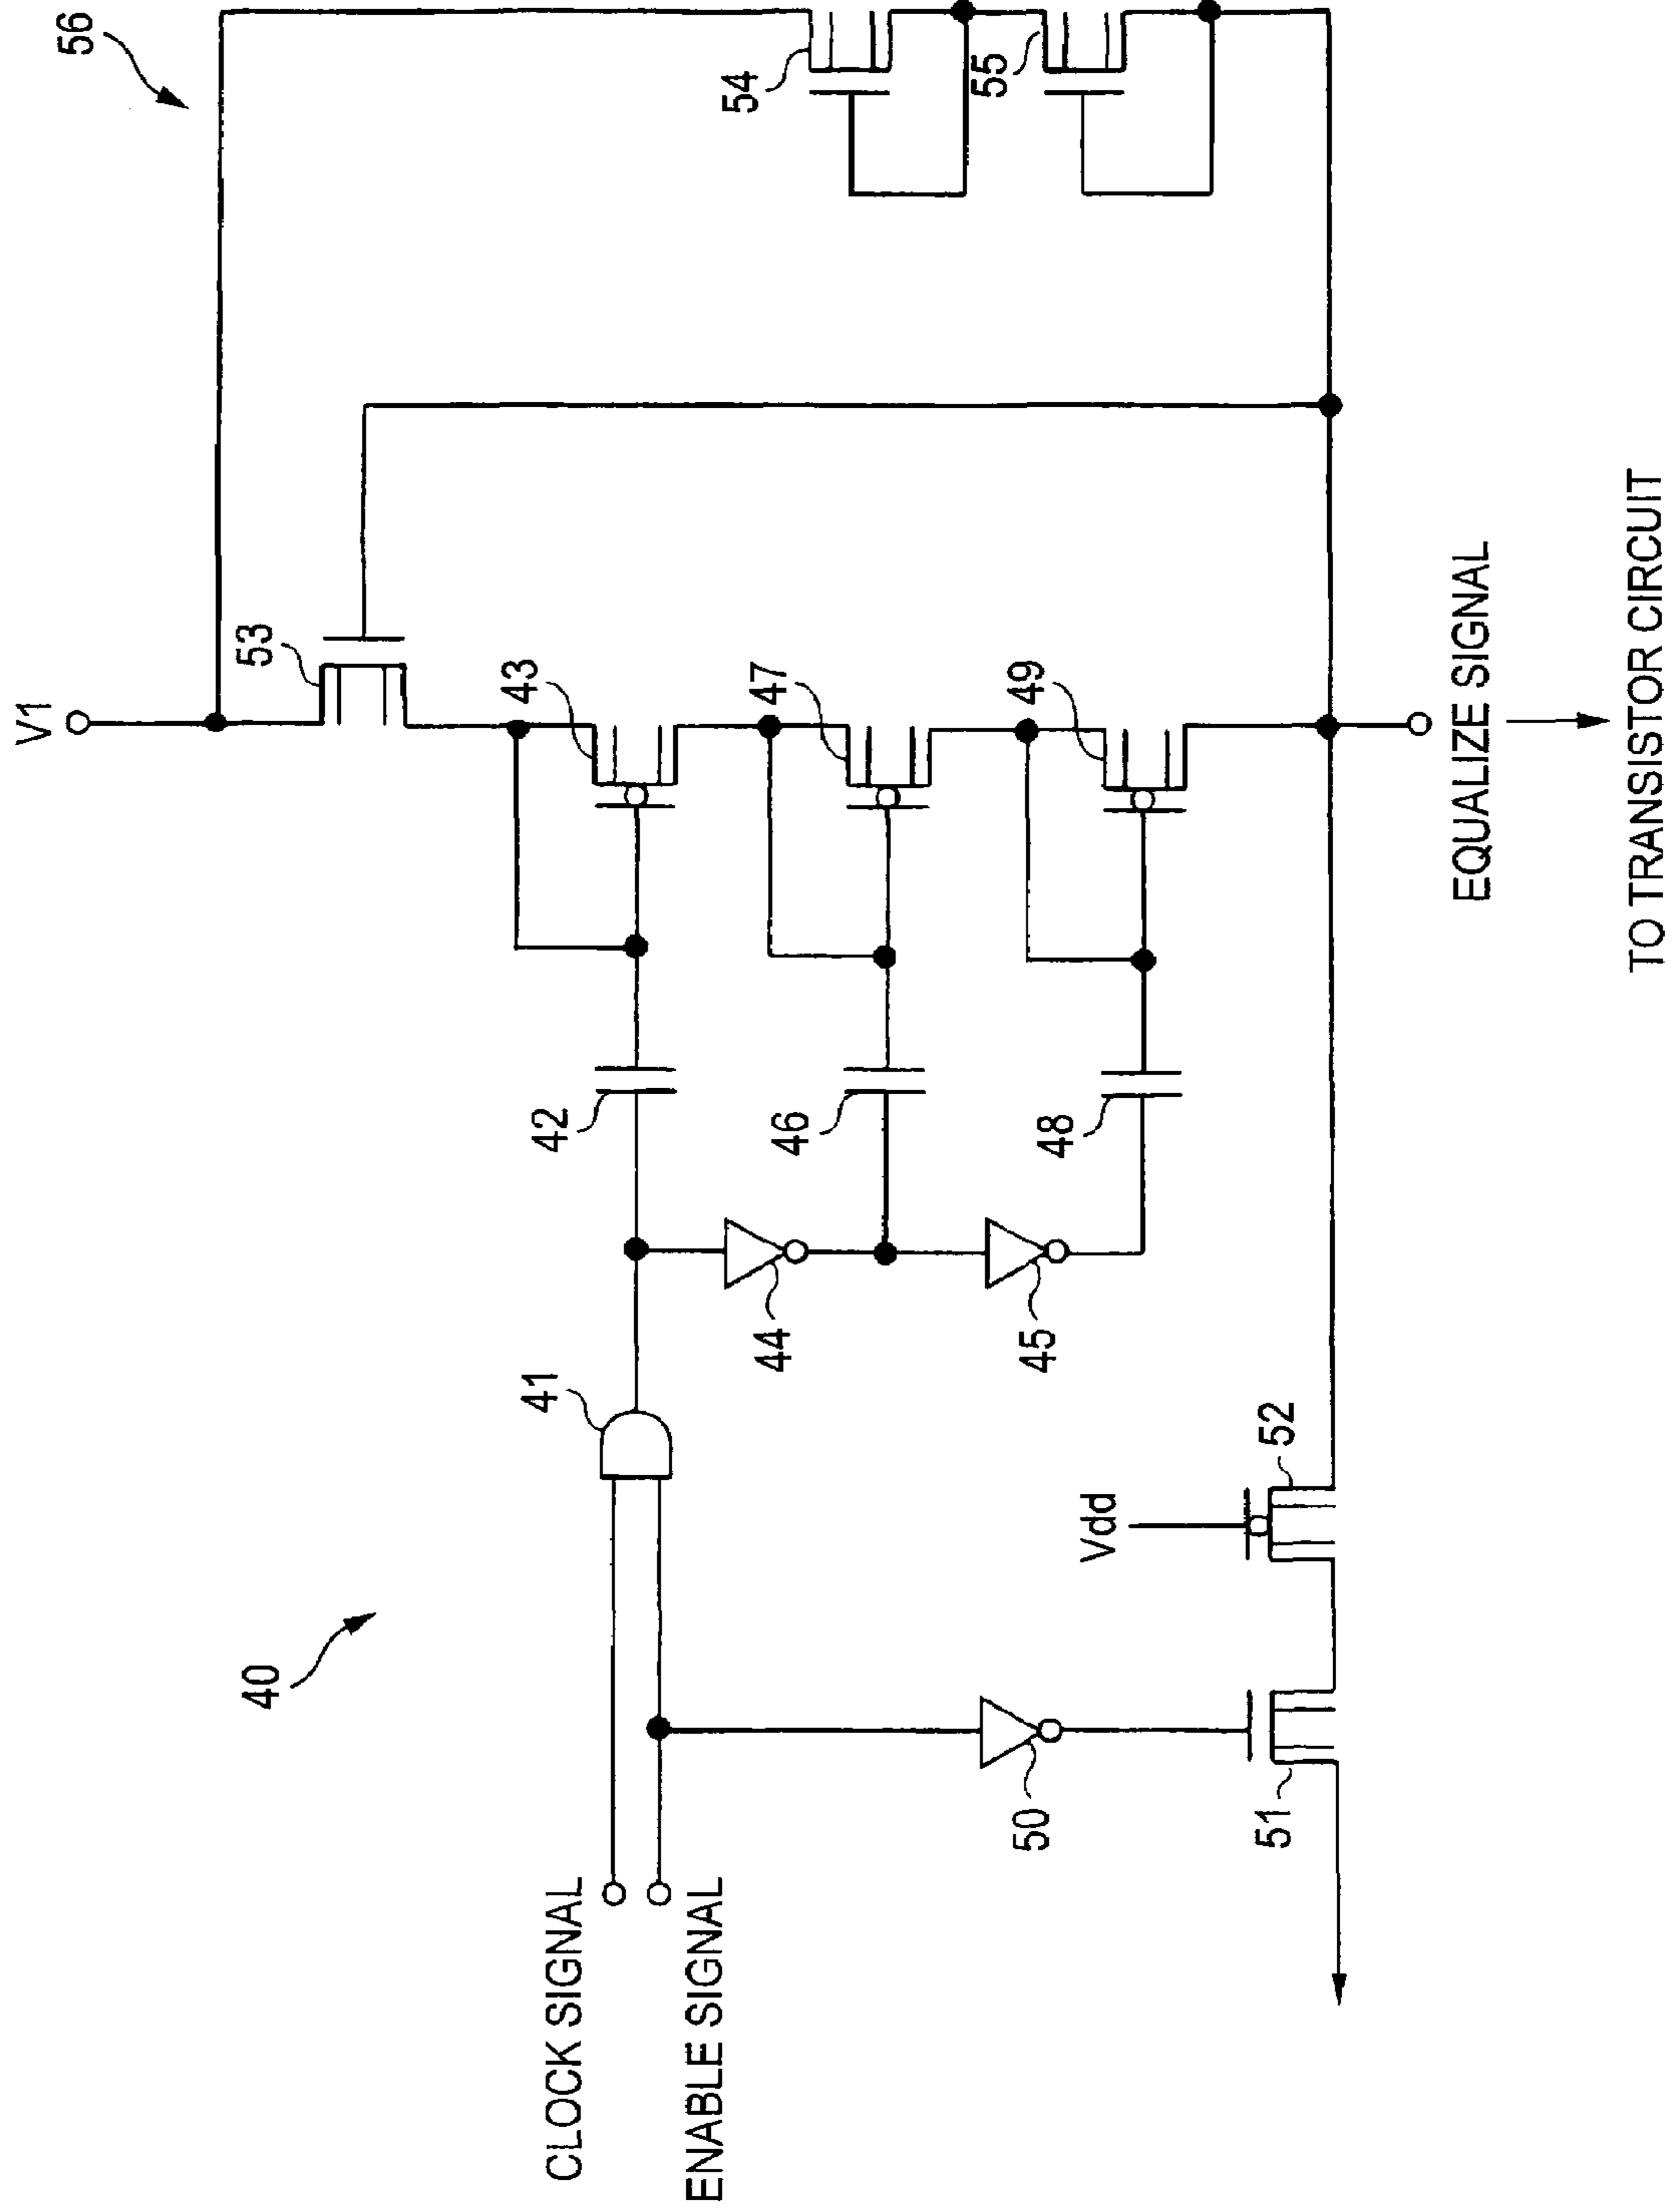 56
V1
53
54
55
43
47
49
42
46
48
44
45
41
40
Vdd
52
50
51
CLOCK SIGNAL
ENABLE SIGNAL
EQUALIZE SIGNAL
TO TRANSISTOR CIRCUIT